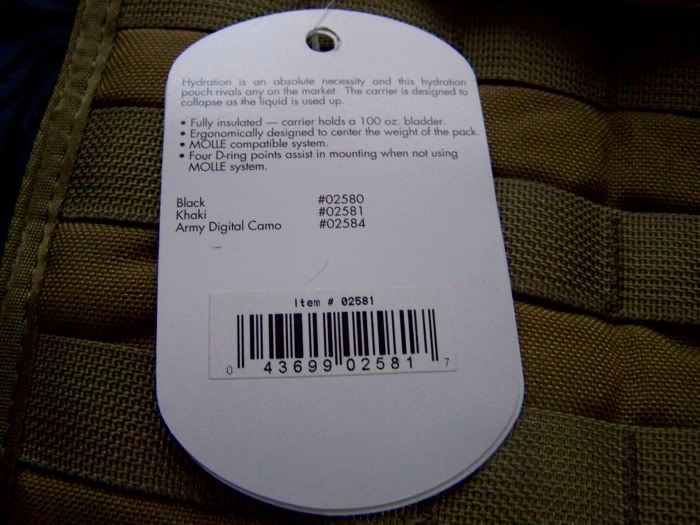 Hydration is an absolute necessity and this hydration
pouch rivals any on the market. The carrier is designed to
collapse as the liquid is used up.
• Fully insulated — carrier holds a 100 oz. bladder.
• Ergonomically designed to center the weight of the pack.
• MOLLE compatible system.
• Four D-ring points assist in mounting when not using
MOLLE system.
Black #02580
Khaki #02581
Army Digital Camo #02584
Item # 02581
0 43699 02581 7